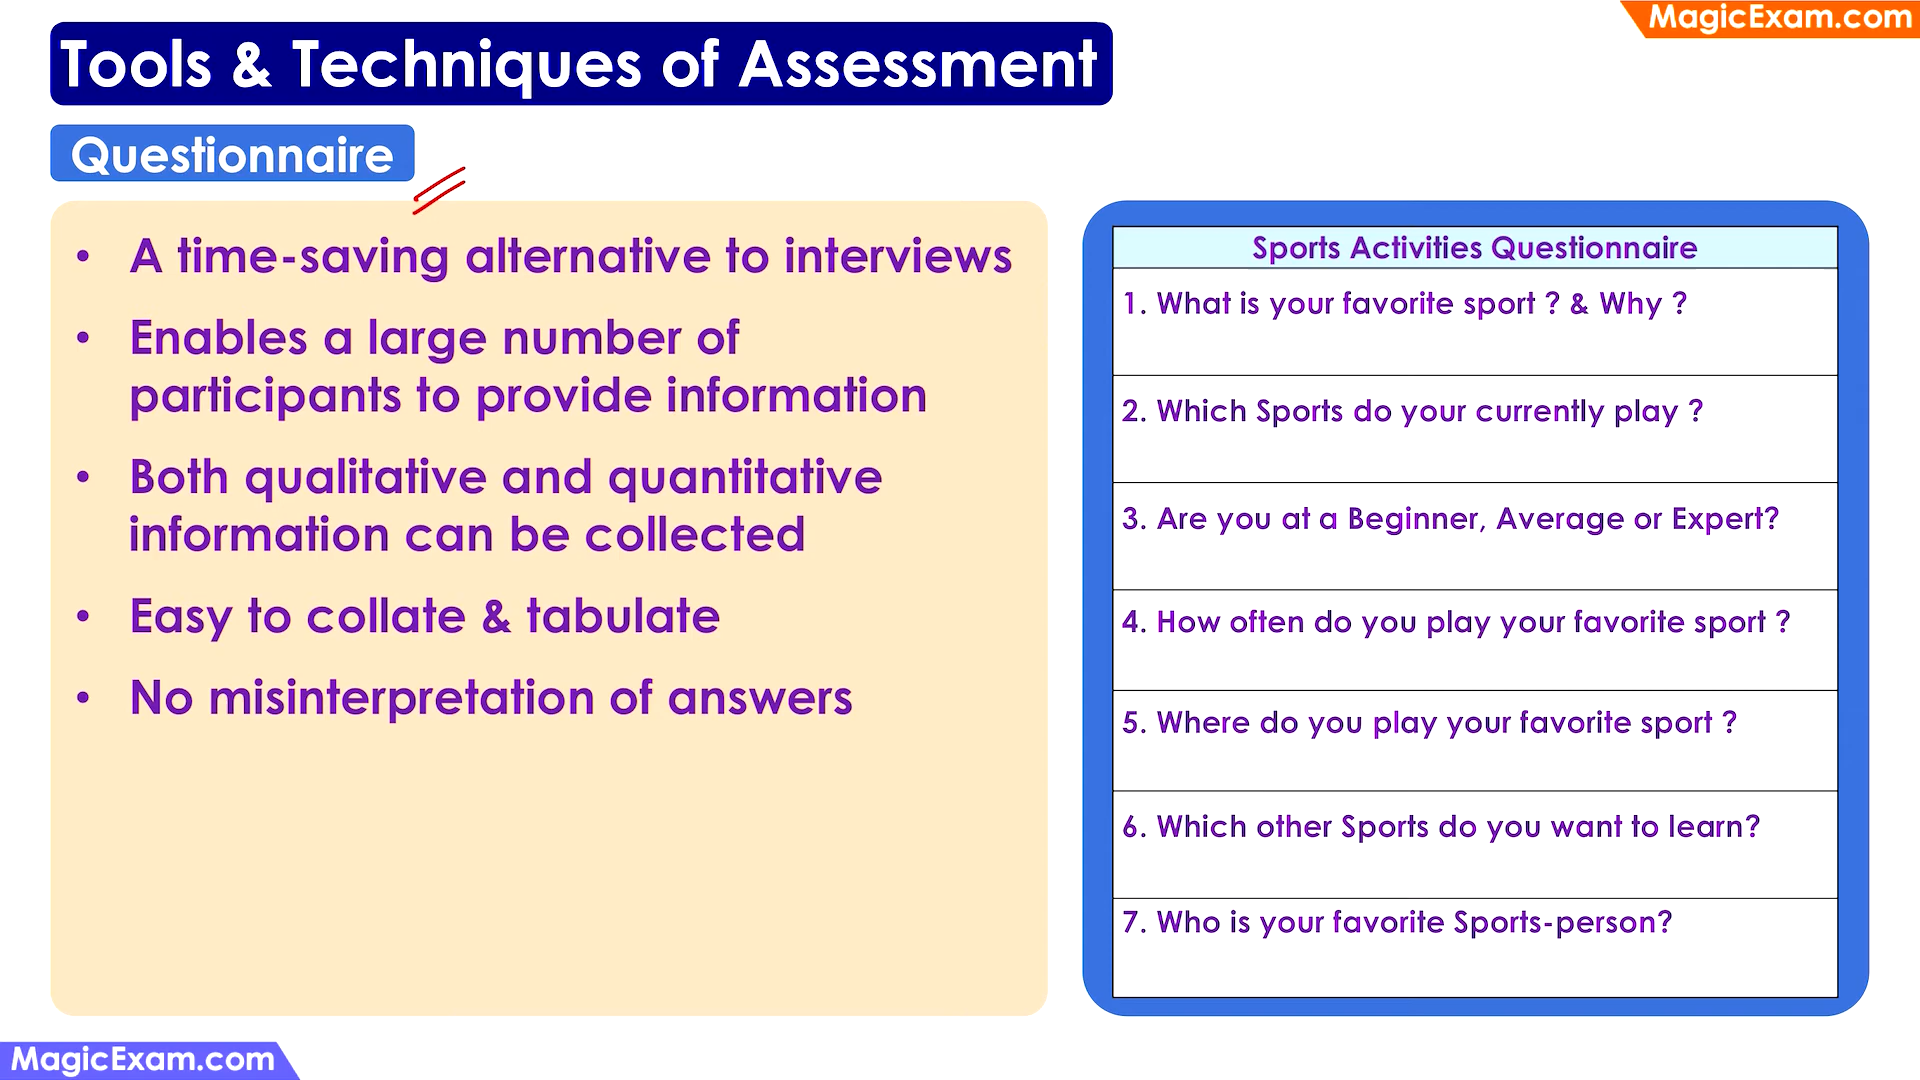 MagicExam.com
Tools & Techniques of Assessment
Questionnaire
• A time-saving alternative to interviews
• Enables a large number of
participants to provide information
• Both qualitative and quantitative
information can be collected
• Easy to collate & tabulate
• No misinterpretation of answers
Sports Activities Questionnaire
1. What is your favorite sport ? & Why ?
2. Which Sports do your currently play ?
3. Are you at a Beginner, Average or Expert?
4. How often do you play your favorite sport ?
5. Where do you play your favorite sport ?
6. Which other Sports do you want to learn?
7. Who is your favorite Sports-person?
MagicExam.com